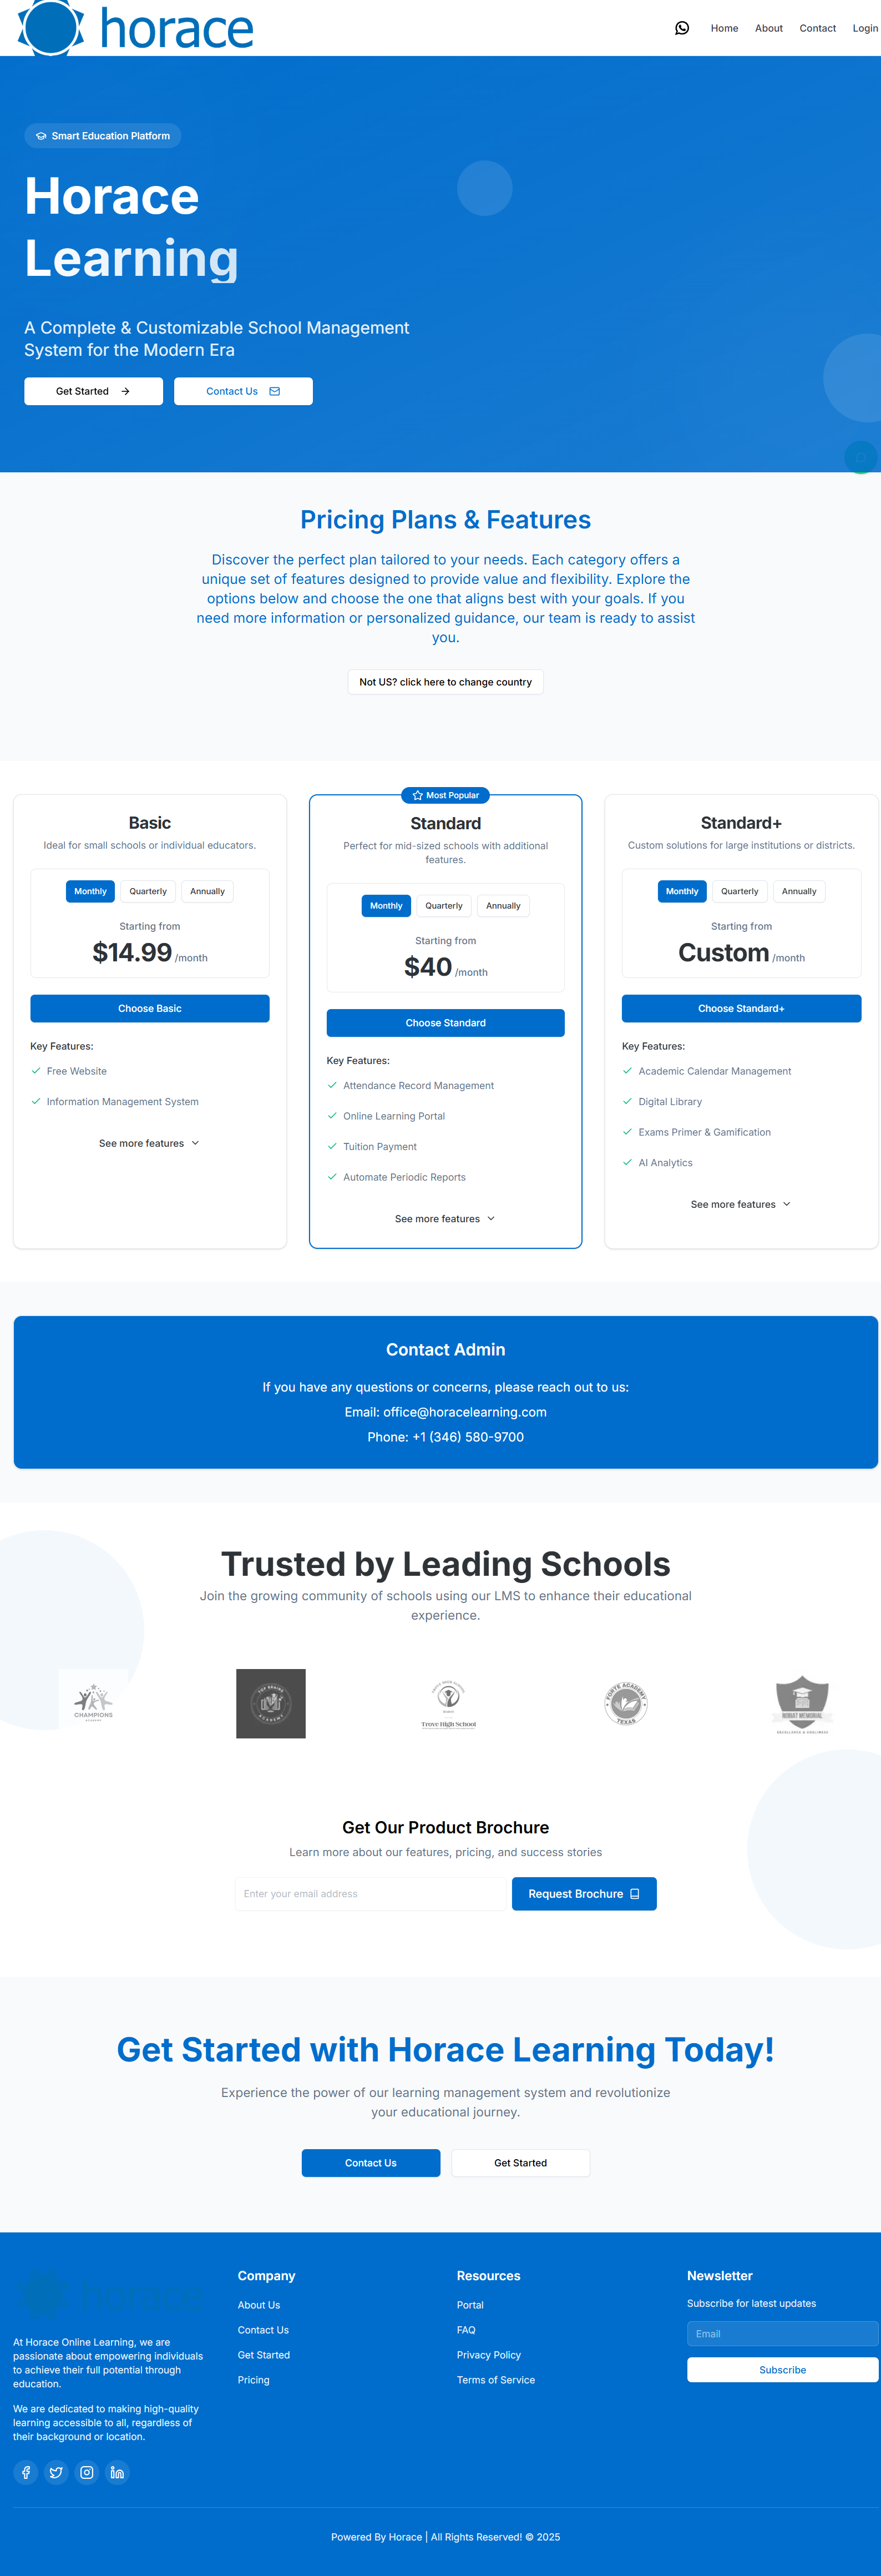 horace
Home
About
Contact
Login
Smart Education Platform
Horace
Learning
A Complete & Customizable School Management
System for the Modern Era
Get Started
Contact Us
Pricing Plans & Features
Discover the perfect plan tailored to your needs. Each category offers a
unique set of features designed to provide value and flexibility. Explore the
options below and choose the one that aligns best with your goals. If you
need more information or personalized guidance, our team is ready to assist
you.
Not US? click here to change country
Basic
Ideal for small schools or individual educators.
Monthly
Quarterly
Annually
Starting from
$14.99 /month
Choose Basic
Key Features:
Free Website
Information Management System
See more features
Most Popular
Standard
Perfect for mid-sized schools with additional
features.
Monthly
Quarterly
Annually
Starting from
$40 /month
Choose Standard
Key Features:
Attendance Record Management
Online Learning Portal
Tuition Payment
Automate Periodic Reports
See more features
Standard+
Custom solutions for large institutions or districts.
Monthly
Quarterly
Annually
Starting from
Custom /month
Choose Standard+
Key Features:
Academic Calendar Management
Digital Library
Exams Primer & Gamification
AI Analytics
See more features
Contact Admin
If you have any questions or concerns, please reach out to us:
Email: office@horacelearning.com
Phone: +1 (346) 580-9700
Trusted by Leading Schools
Join the growing community of schools using our LMS to enhance their educational
experience.
CHAMPIONS
TOP BRAINS
ACADEMY
Trove High School
FORTE ACADEMY
TEXAS
MEMORIAL
Get Our Product Brochure
Learn more about our features, pricing, and success stories
Enter your email address
Request Brochure
Get Started with Horace Learning Today!
Experience the power of our learning management system and revolutionize
your educational journey.
Contact Us
Get Started
horace
At Horace Online Learning, we are
passionate about empowering individuals
to achieve their full potential through
education.
We are dedicated to making high-quality
learning accessible to all, regardless of
their background or location.
Company
About Us
Contact Us
Get Started
Pricing
Resources
Portal
FAQ
Privacy Policy
Terms of Service
Newsletter
Subscribe for latest updates
Email
Subscribe
Powered By Horace | All Rights Reserved! © 2025